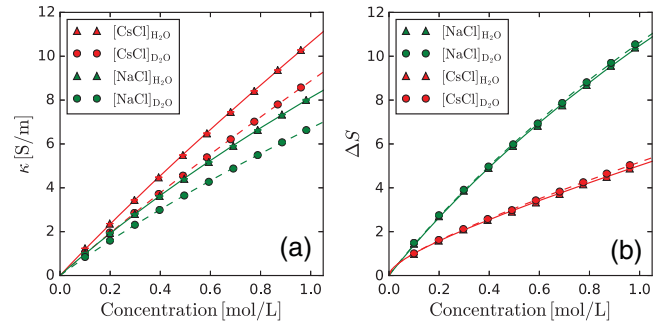 12
10
8
6
4
2
0
κ [S/m]
[CsCl]H₂O
[CsCl]D₂O
[NaCl]H₂O
[NaCl]D₂O
(a)
0.0 0.2 0.4 0.6 0.8 1.0
Concentration [mol/L]
12
10
8
6
4
2
0
ΔS
[NaCl]H₂O
[NaCl]D₂O
[CsCl]H₂O
[CsCl]D₂O
(b)
0.0 0.2 0.4 0.6 0.8 1.0
Concentration [mol/L]